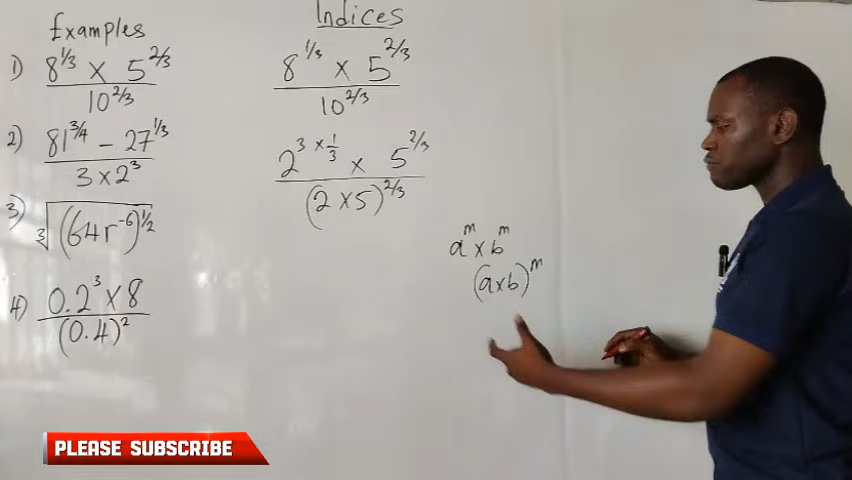 Examples
1) 8^{1/3} × 5^{2/3}
10^{2/3}
2) 81^{3/4} − 27^{1/3}
3 × 2^3
3) ∛(64r^{-6})^{1/2}
4) 0.2^3 × 8
(0.4)^2
Indices
8^{1/3} × 5^{2/3}
10^{2/3}
2^{3 × 1/3} × 5^{2/3}
(2 × 5)^{2/3}
a^m × b^m
(a×b)^m
PLEASE SUBSCRIBE